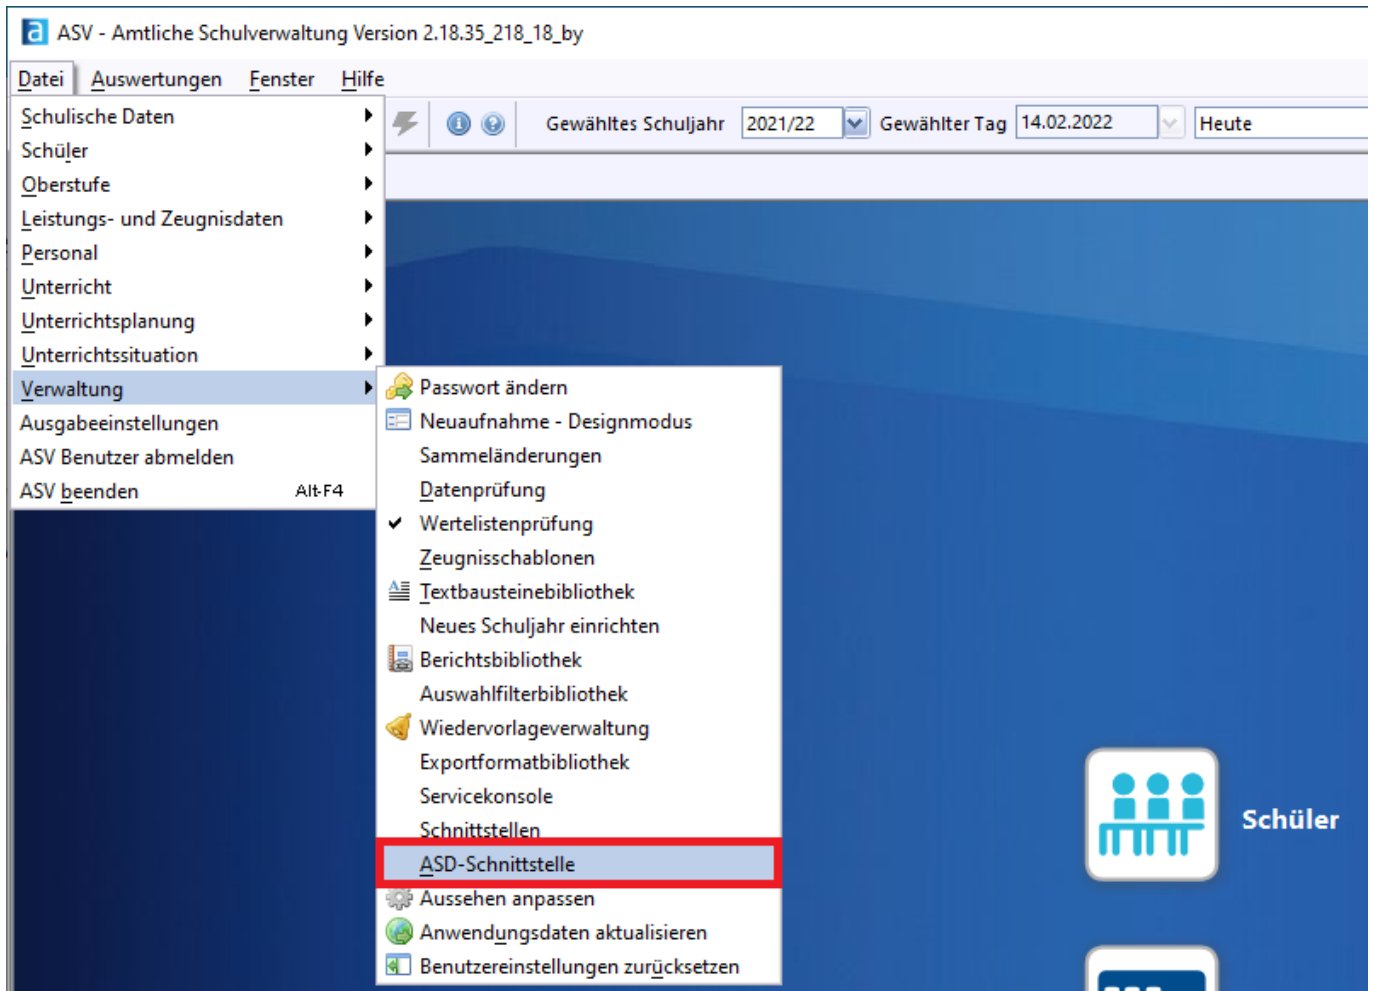 ASV - Amtliche Schulverwaltung Version 2.18.35_218_18_by
Datei Auswertungen Fenster Hilfe
Gewähltes Schuljahr 2021/22 Gewählter Tag 14.02.2022 Heute
Schulische Daten
Schüler
Oberstufe
Leistungs- und Zeugnisdaten
Personal
Unterricht
Unterrichtsplanung
Unterrichtssituation
Verwaltung
Ausgabeeinstellungen
ASV Benutzer abmelden
ASV beenden Alt-F4
Passwort ändern
Neuaufnahme - Designmodus
Sammeländerungen
Datenprüfung
Wertelistenprüfung
Zeugnisschablonen
Textbausteinebibliothek
Neues Schuljahr einrichten
Berichtsbibliothek
Auswahlfilterbibliothek
Wiedervorlageverwaltung
Exportformatbibliothek
Servicekonsole
Schnittstellen
ASD-Schnittstelle
Aussehen anpassen
Anwendungsdaten aktualisieren
Benutzereinstellungen zurücksetzen
Schüler